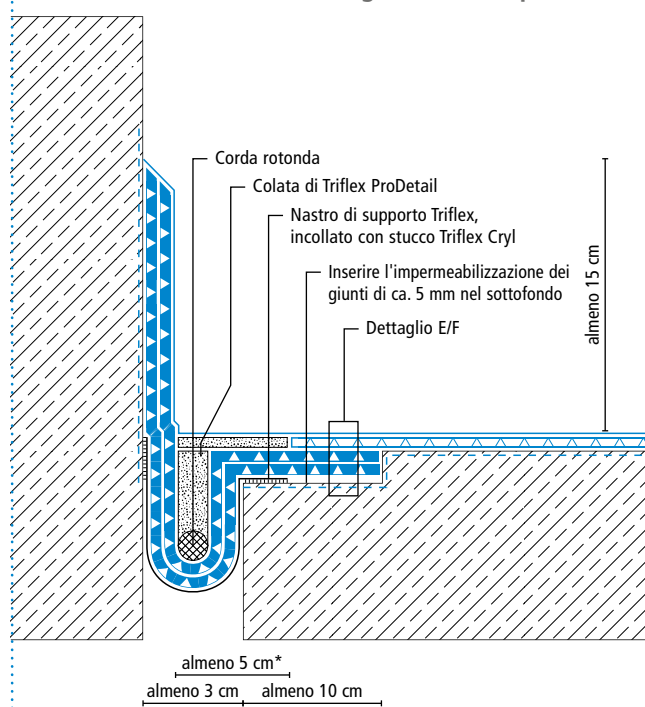 Corda rotonda
Colata di Triflex ProDetail
Nastro di supporto Triflex,
incollato con stucco Triflex Cryl
Inserire l'impermeabilizzazione dei
giunti di ca. 5 mm nel sottofondo
Dettaglio E/F
almeno 15 cm
almeno 5 cm*
almeno 3 cm
almeno 10 cm